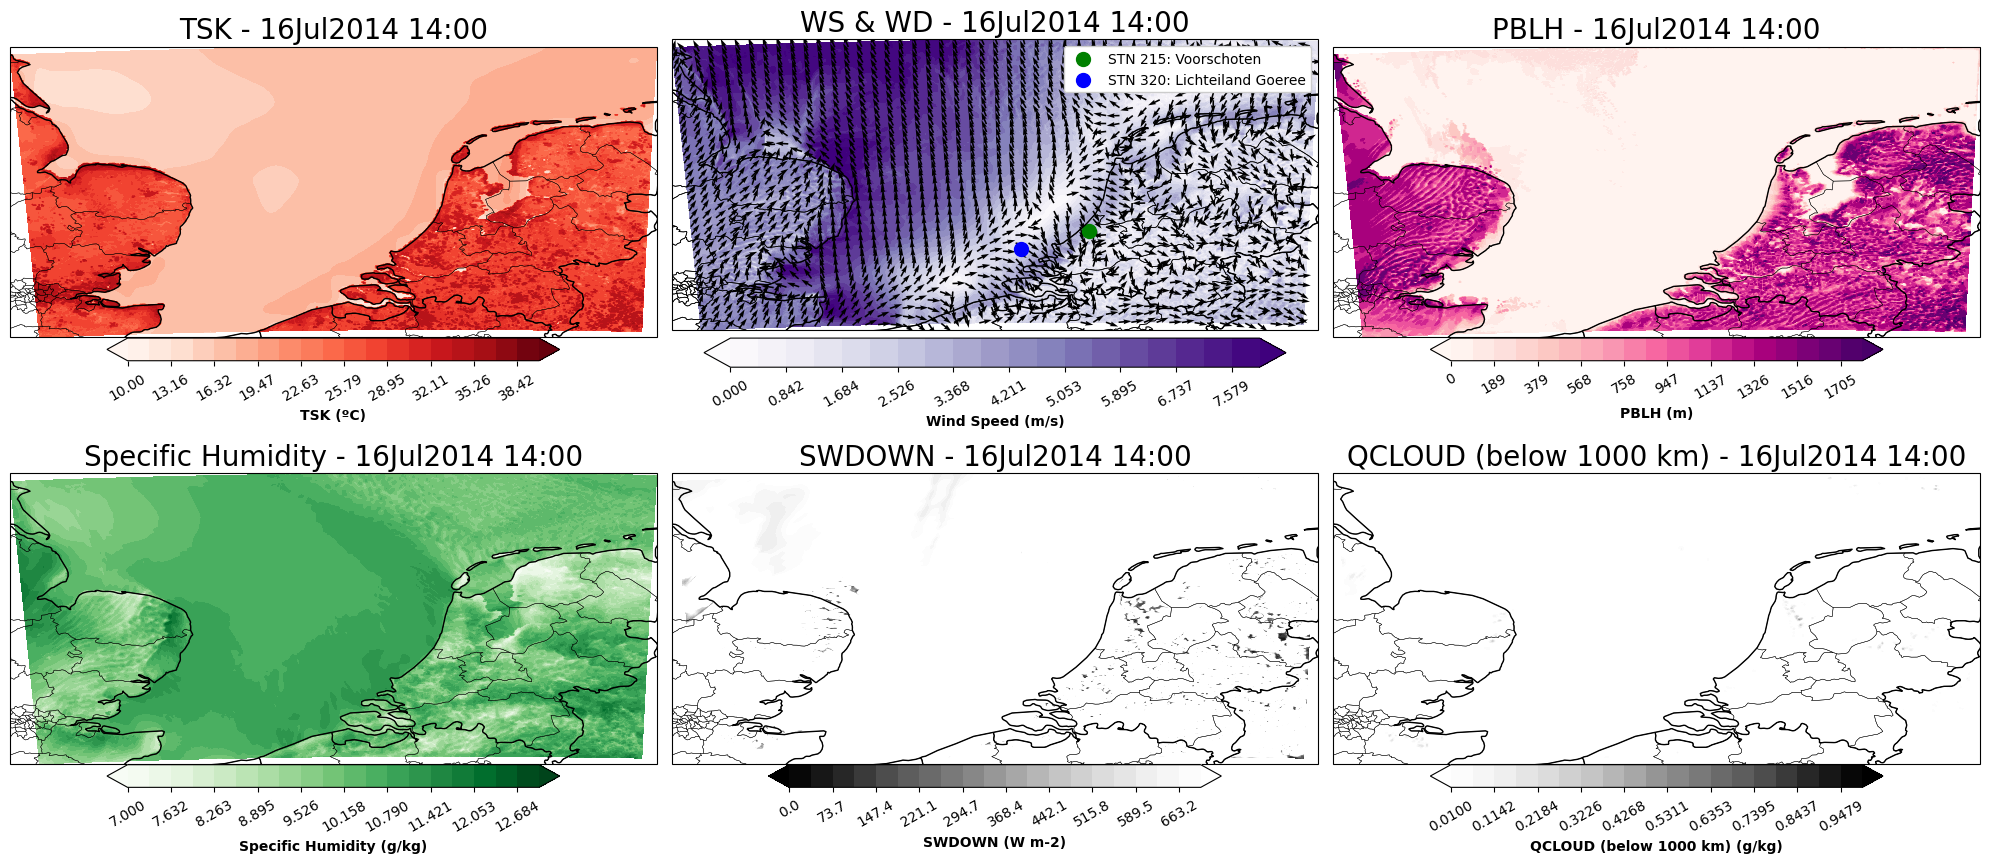 TSK - 16Jul2014 14:00
10.00 13.16 16.32 19.47 22.63 25.79 28.95 32.11 35.26 38.42
TSK (ºC)
WS & WD - 16Jul2014 14:00
STN 215: Voorschoten
STN 320: Lichteiland Goeree
0.000 0.842 1.684 2.526 3.368 4.211 5.053 5.895 6.737 7.579
Wind Speed (m/s)
PBLH - 16Jul2014 14:00
0 189 379 568 758 947 1137 1326 1516 1705
PBLH (m)
Specific Humidity - 16Jul2014 14:00
7.000 7.632 8.263 8.895 9.526 10.158 10.790 11.421 12.053 12.684
Specific Humidity (g/kg)
SWDOWN - 16Jul2014 14:00
0.0 73.7 147.4 221.1 294.7 368.4 442.1 515.8 589.5 663.2
SWDOWN (W m-2)
QCLOUD (below 1000 km) - 16Jul2014 14:00
0.0100 0.1142 0.2184 0.3226 0.4268 0.5311 0.6353 0.7395 0.8437 0.9479
QCLOUD (below 1000 km) (g/kg)